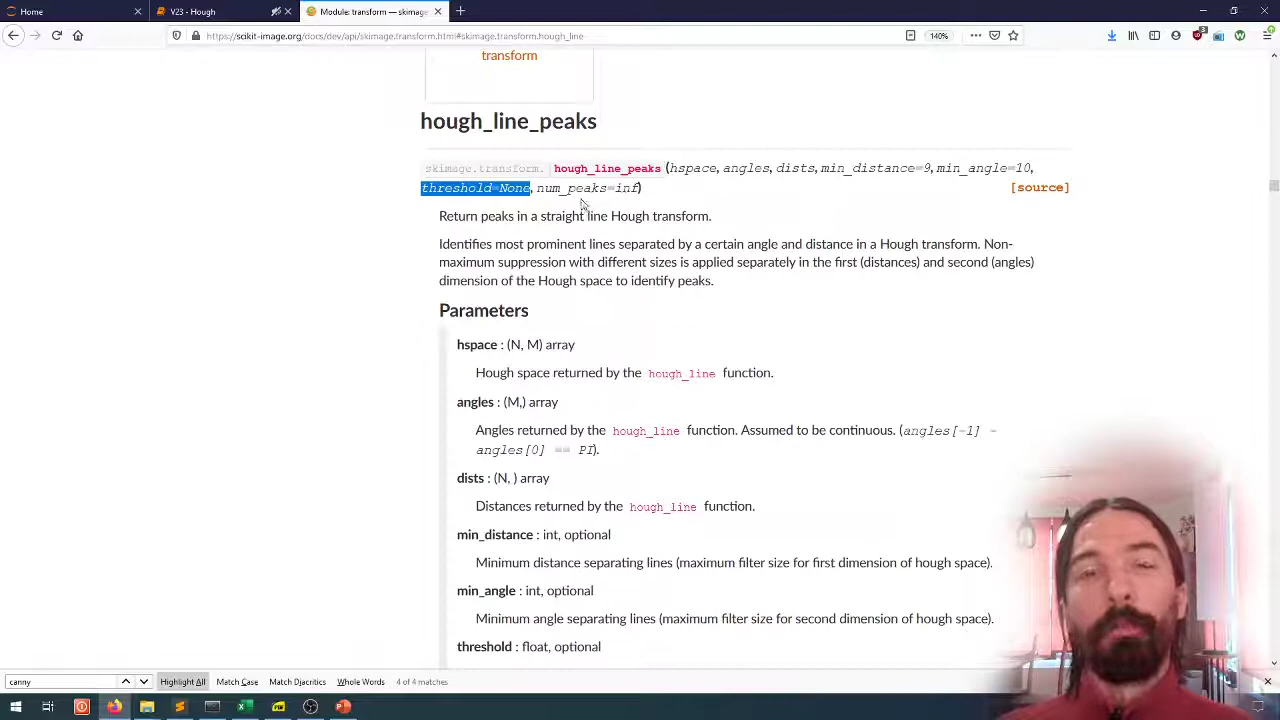 Home
V23 - Hough
Module: transform — skimage
https://scikit-image.org/docs/dev/api/skimage.transform.html#skimage.transform.hough_line
140%
transform
hough_line_peaks
skimage.transform. hough_line_peaks (hspace, angles, dists, min_distance=9, min_angle=10,
threshold=None, num_peaks=inf)
[source]
Return peaks in a straight line Hough transform.
Identifies most prominent lines separated by a certain angle and distance in a Hough transform. Non-
maximum suppression with different sizes is applied separately in the first (distances) and second (angles)
dimension of the Hough space to identify peaks.
Parameters
hspace : (N, M) array
Hough space returned by the hough_line function.
angles : (M,) array
Angles returned by the hough_line function. Assumed to be continuous. (angles[-1] -
angles[0] == PI).
dists : (N, ) array
Distances returned by the hough_line function.
min_distance : int, optional
Minimum distance separating lines (maximum filter size for first dimension of hough space).
min_angle : int, optional
Minimum angle separating lines (maximum filter size for second dimension of hough space).
threshold : float, optional
canny
Highlight All
Match Case
Match Diacritics
Whole Words
4 of 4 matches